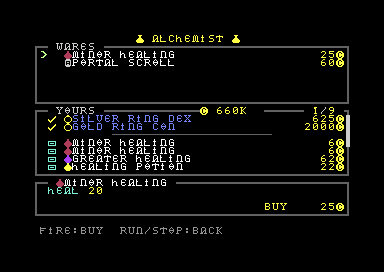 ALCHEMIST
WARES
> MINOR HEALING 25
PORTAL SCROLL 60
YOURS 660K 1/9
SILVER RING DEX 625
GOLD RING CON 2000
MINOR HEALING 6
MINOR HEALING 6
GREATER HEALING 62
HEALING POTION 22
MINOR HEALING
HEAL 20
BUY 25
FIRE:BUY RUN/STOP:BACK